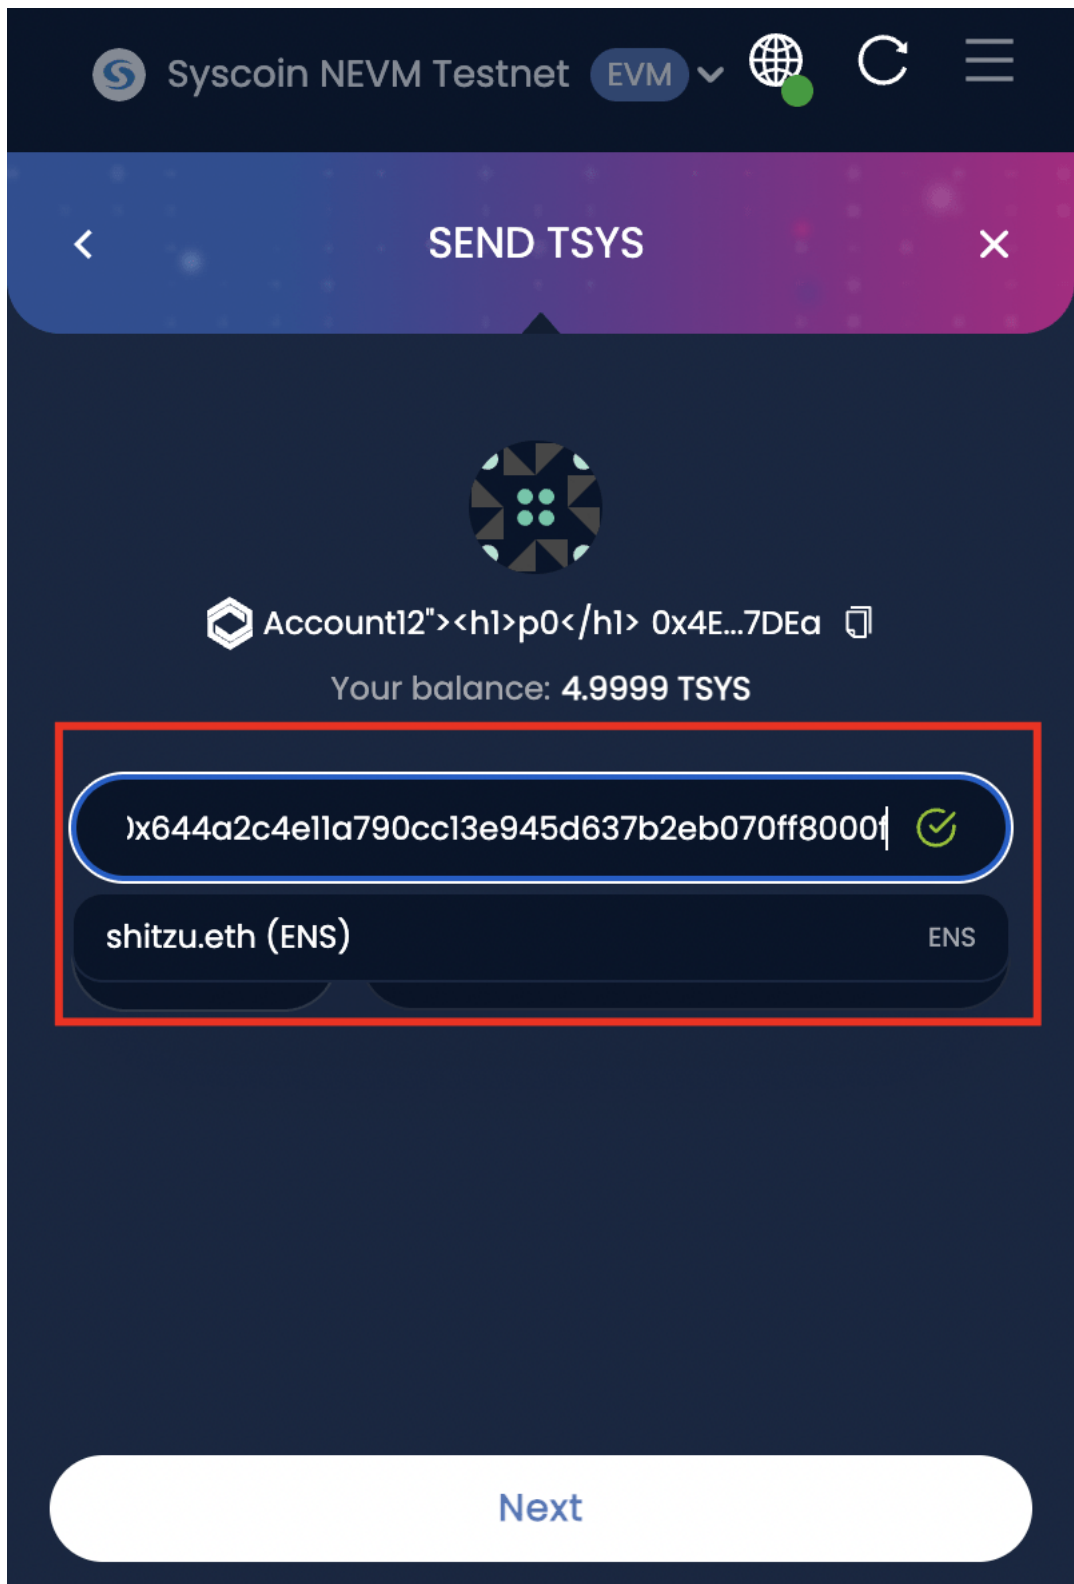 Syscoin NEVM Testnet EVM
SEND TSYS
Account12"><h1>p0</h1> 0x4E...7DEa
Your balance: 4.9999 TSYS
0x644a2c4e11a790cc13e945d637b2eb070ff8000f
shitzu.eth (ENS) ENS
Next